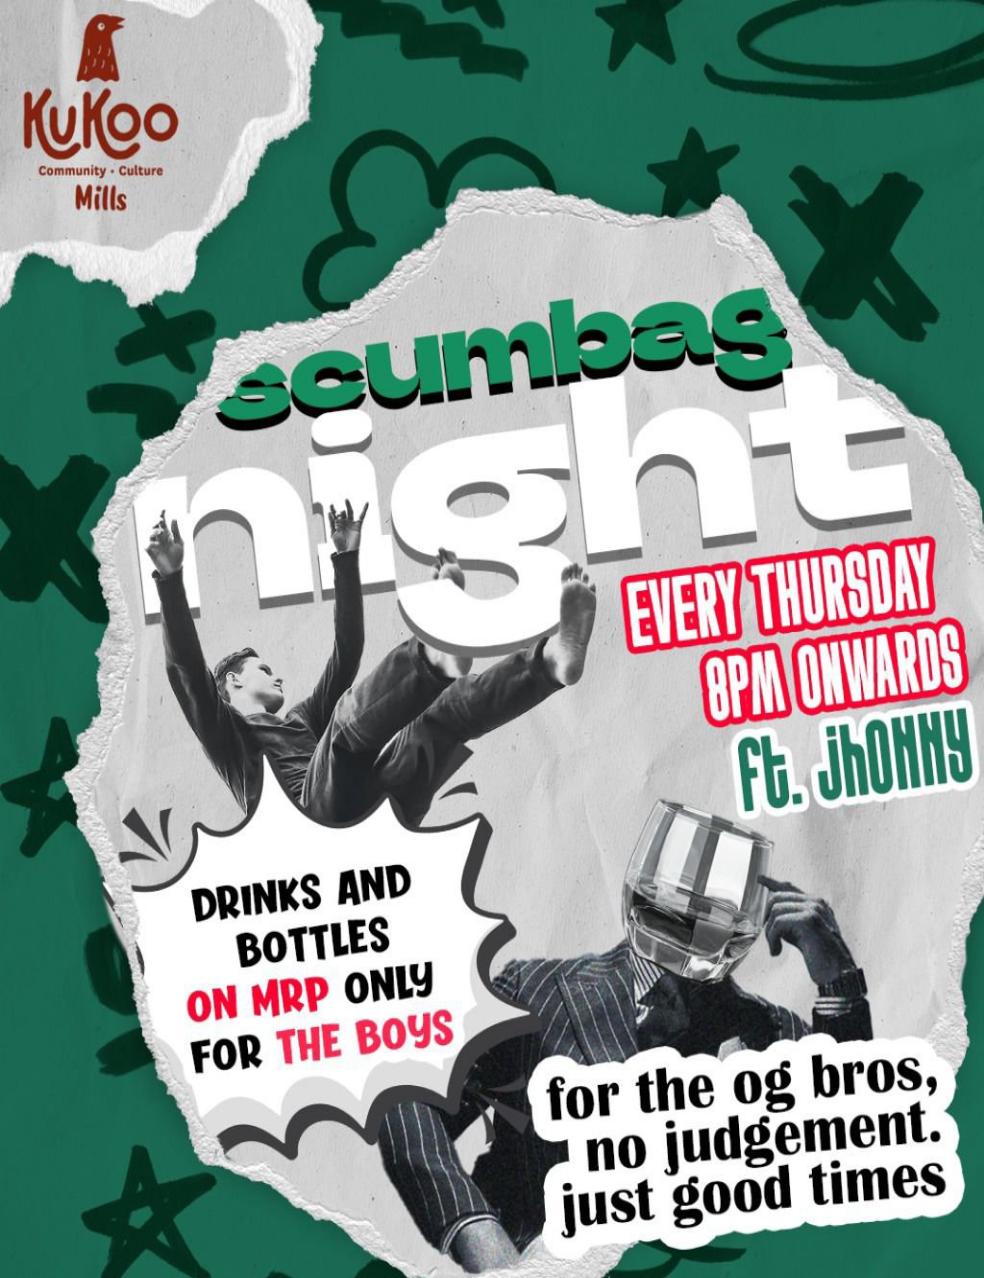 KuKoo
Community • Culture
Mills
scumbag
night
EVERY THURSDAY
8PM ONWARDS
ft. jhonny
DRINKS AND
BOTTLES
ON MRP ONLY
FOR THE BOYS
for the og bros,
no judgement.
just good times